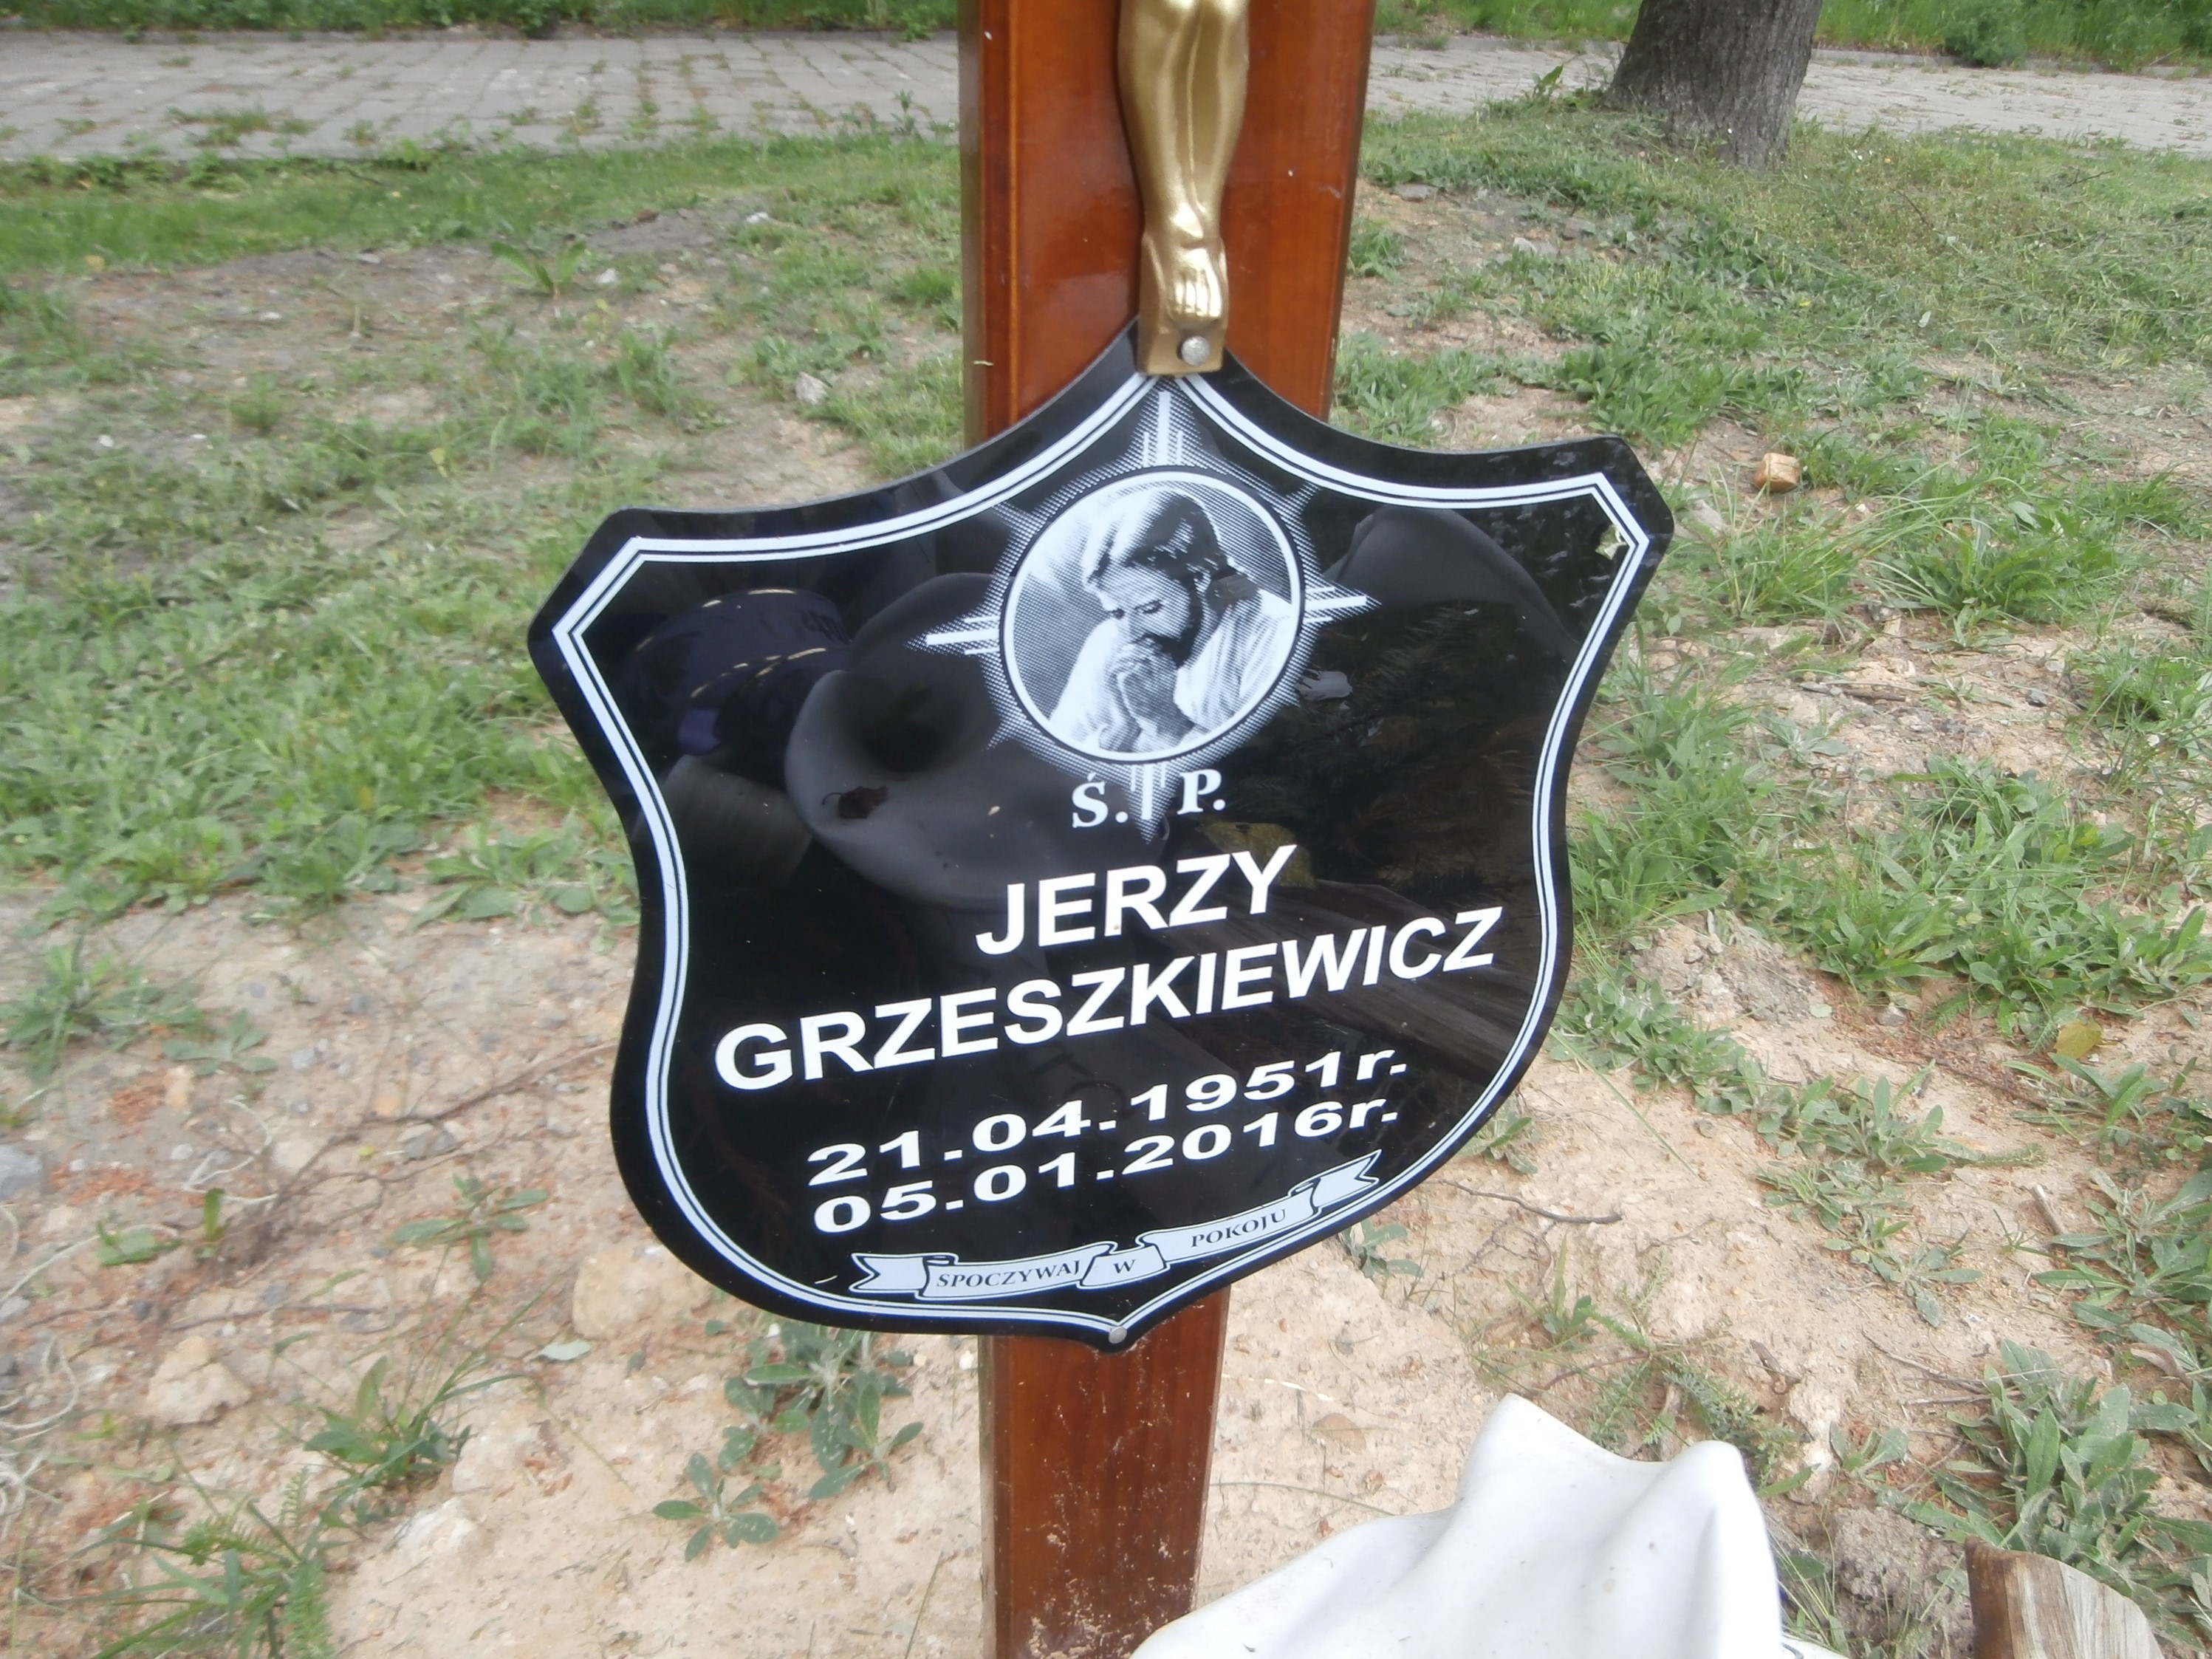 Ś. P.
JERZY
GRZESZKIEWICZ
21.04.1951r.
05.01.2016r.
SPOCZYWAJ W POKOJU